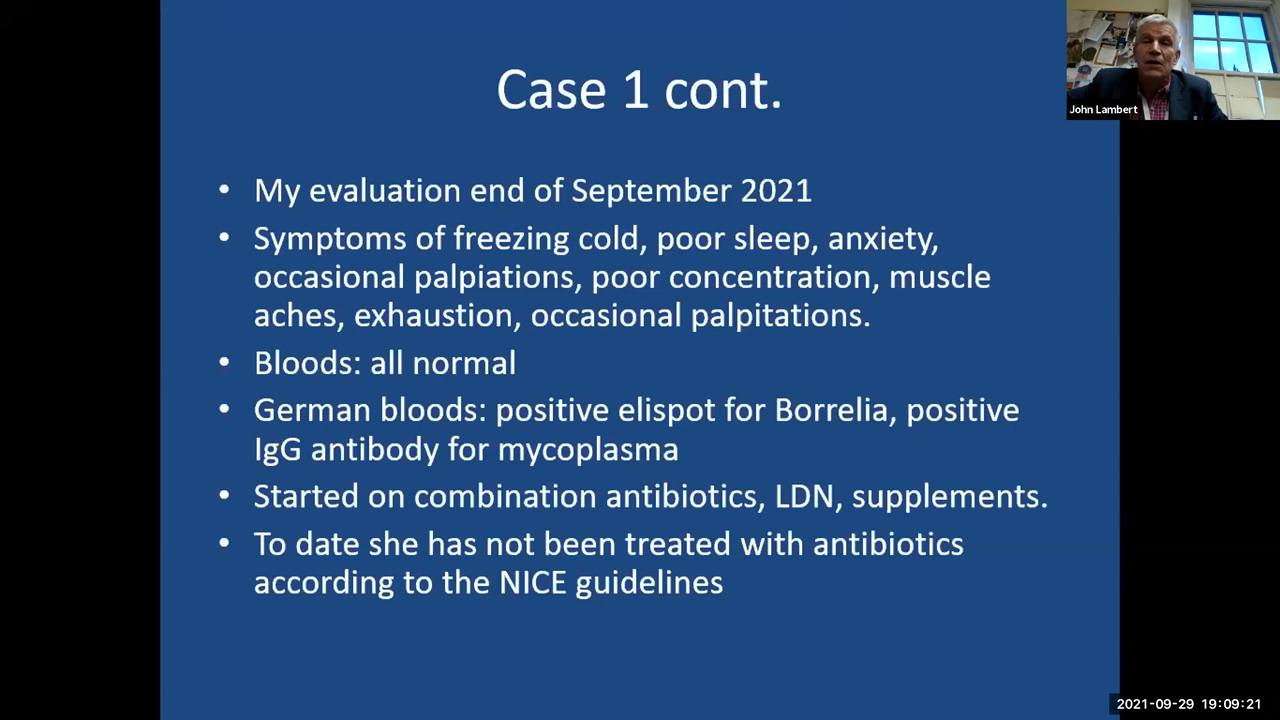 Case 1 cont.
John Lambert
• My evaluation end of September 2021
• Symptoms of freezing cold, poor sleep, anxiety,
occasional palpiations, poor concentration, muscle
aches, exhaustion, occasional palpitations.
• Bloods: all normal
• German bloods: positive elispot for Borrelia, positive
IgG antibody for mycoplasma
• Started on combination antibiotics, LDN, supplements.
• To date she has not been treated with antibiotics
according to the NICE guidelines
2021-09-29 19:09:21